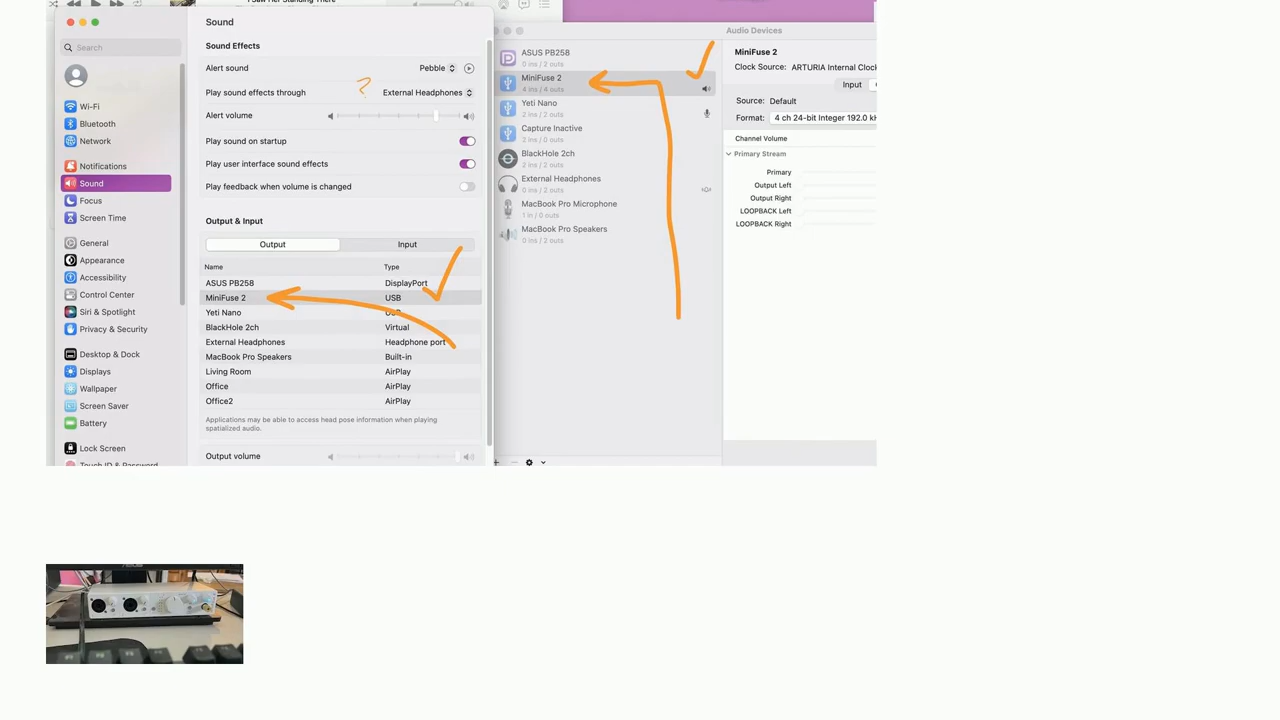 I Saw Her Standing There
Sound
Search
Wi-Fi
Bluetooth
Network
Notifications
Sound
Focus
Screen Time
General
Appearance
Accessibility
Control Center
Siri & Spotlight
Privacy & Security
Desktop & Dock
Displays
Wallpaper
Screen Saver
Battery
Lock Screen
Touch ID & Password
Sound Effects
Alert sound Pebble
Play sound effects through ? External Headphones
Alert volume
Play sound on startup
Play user interface sound effects
Play feedback when volume is changed
Output & Input
Output Input
Name Type
ASUS PB258 DisplayPort
MiniFuse 2 USB
Yeti Nano USB
BlackHole 2ch Virtual
External Headphones Headphone port
MacBook Pro Speakers Built-in
Living Room AirPlay
Office AirPlay
Office2 AirPlay
Applications may be able to access head pose information when playing
spatialized audio.
Output volume
Audio Devices
ASUS PB258
0 ins / 2 outs
MiniFuse 2
4 ins / 4 outs
Yeti Nano
2 ins / 2 outs
Capture Inactive
2 ins / 0 outs
BlackHole 2ch
2 ins / 2 outs
External Headphones
0 ins / 2 outs
MacBook Pro Microphone
1 in / 0 outs
MacBook Pro Speakers
0 ins / 2 outs
MiniFuse 2
Clock Source: ARTURIA Internal Clock
Input
Source: Default
Format: 4 ch 24-bit Integer 192.0 kH
Channel Volume
Primary Stream
Primary
Output Left
Output Right
LOOPBACK Left
LOOPBACK Right